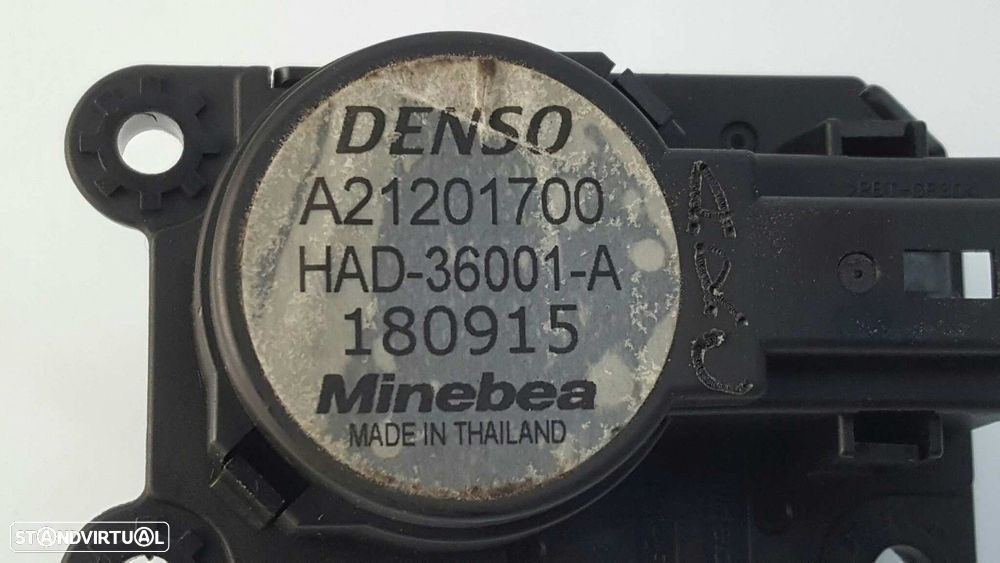 DENSO
A21201700
HAD-36001-A
180915
Minebea
MADE IN THAILAND
STANDVIRTUAL